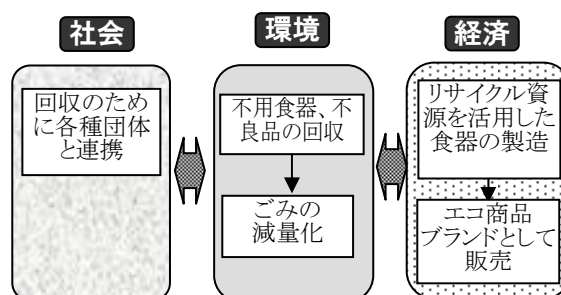 社会
回収のため
に各種団体
と連携
環境
不用食器、不
良品の回収
ごみの
減量化
経済
リサイクル資
源を活用した
食器の製造
エコ商品
ブランドとして
販売